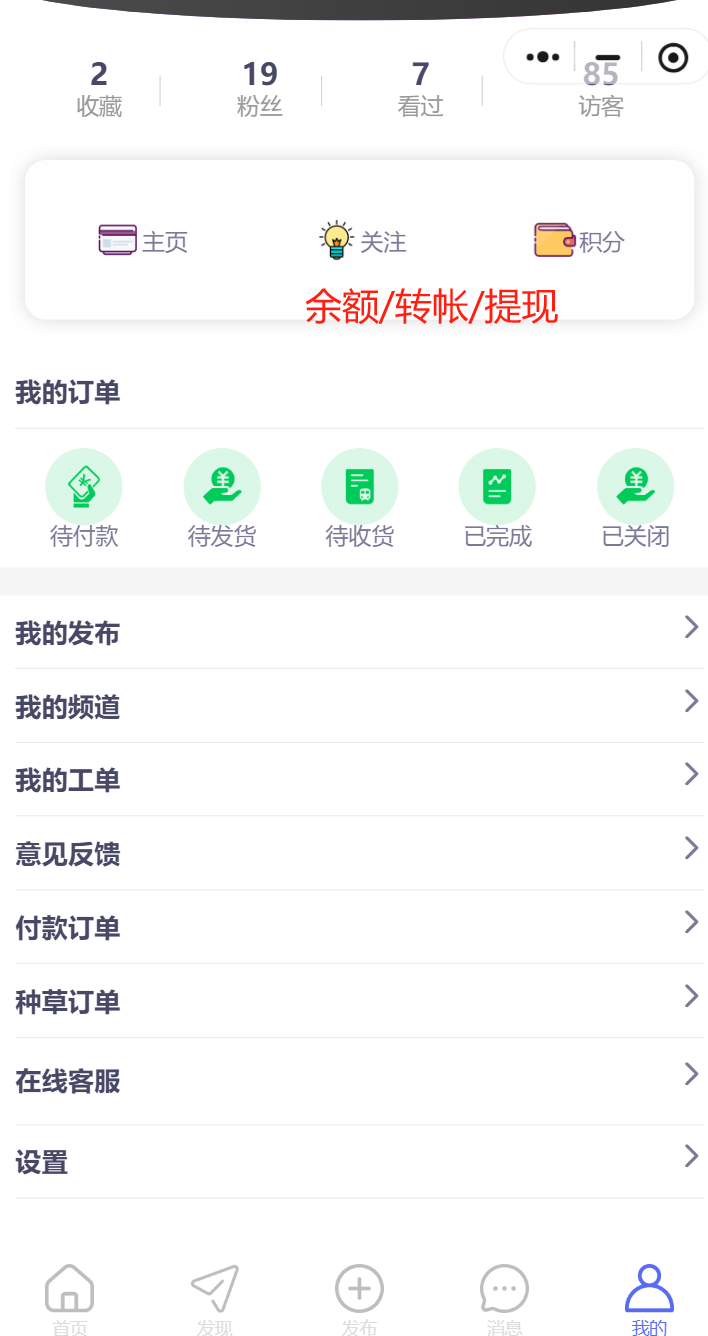 2 19 7 85
收藏 粉丝 看过 访客
主页 关注 积分
余额/转帐/提现
我的订单
待付款 待发货 待收货 已完成 已关闭
我的发布
我的频道
我的工单
意见反馈
付款订单
种草订单
在线客服
设置
首页 发现 发布 消息 我的